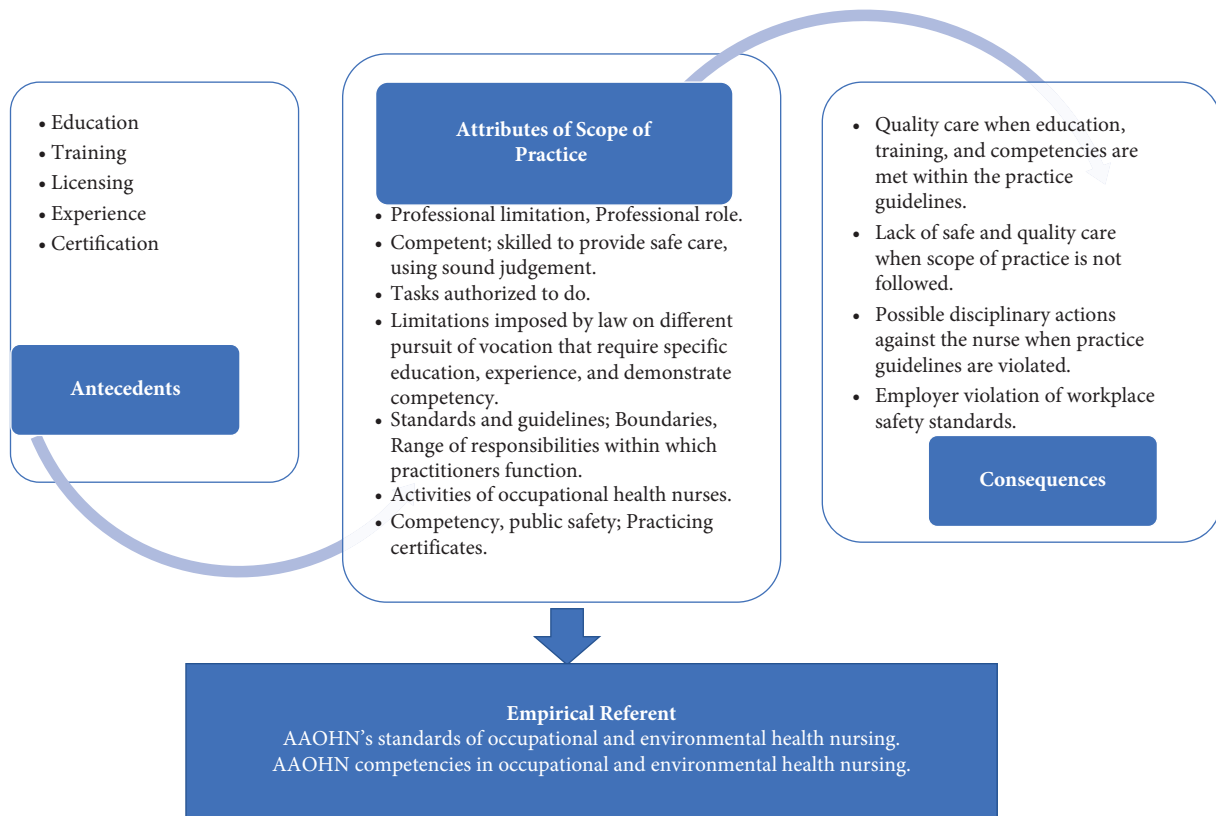 • Education
• Training
• Licensing
• Experience
• Certification
Antecedents
Attributes of Scope of
Practice
• Professional limitation, Professional role.
• Competent; skilled to provide safe care,
using sound judgement.
• Tasks authorized to do.
• Limitations imposed by law on different
pursuit of vocation that require specific
education, experience, and demonstrate
competency.
• Standards and guidelines; Boundaries,
Range of responsibilities within which
practitioners function.
• Activities of occupational health nurses.
• Competency, public safety; Practicing
certificates.
• Quality care when education,
training, and competencies are
met within the practice
guidelines.
• Lack of safe and quality care
when scope of practice is not
followed.
• Possible disciplinary actions
against the nurse when practice
guidelines are violated.
• Employer violation of workplace
safety standards.
Consequences
Empirical Referent
AAOHN's standards of occupational and environmental health nursing.
AAOHN competencies in occupational and environmental health nursing.